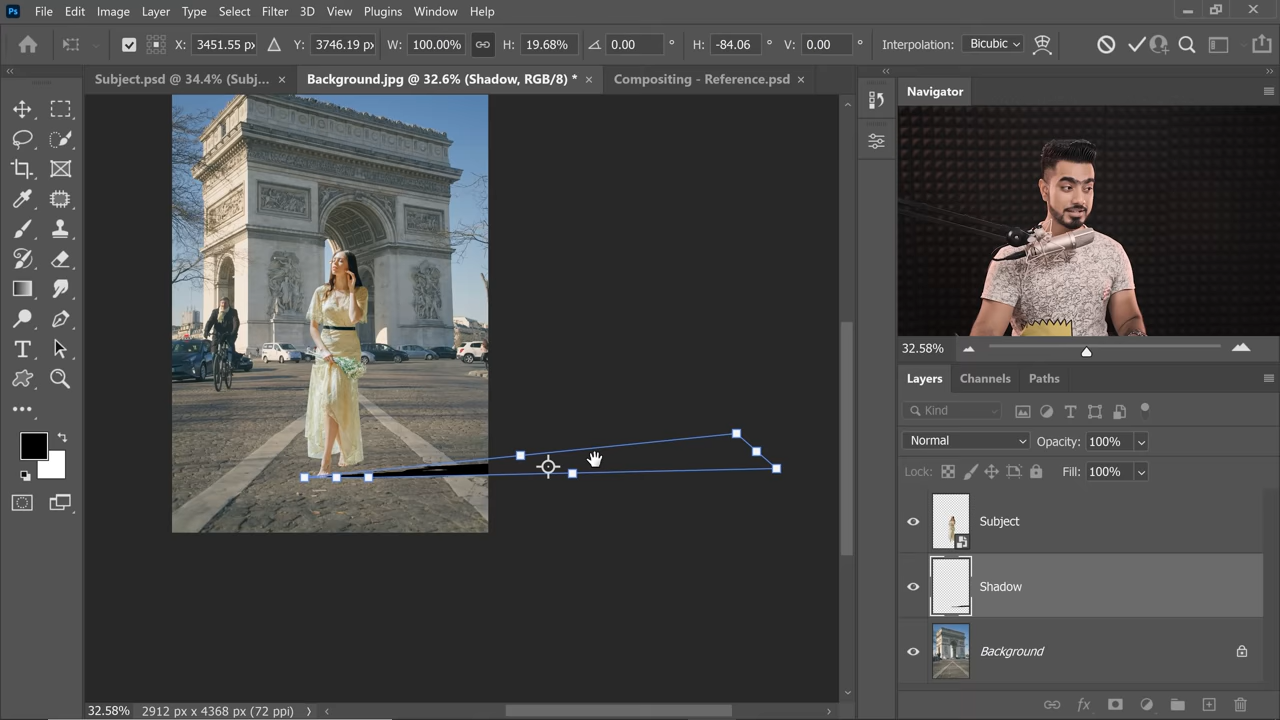 Ps File Edit Image Layer Type Select Filter 3D View Plugins Window Help
X: 3451.55 px Y: 3746.19 px W: 100.00% H: 19.68% 0.00 ° H: -84.06 ° V: 0.00 ° Interpolation: Bicubic
Subject.psd @ 34.4% (Subj... × Background.jpg @ 32.6% (Shadow, RGB/8) * × Compositing - Reference.psd ×
Navigator
32.58%
Layers Channels Paths
Kind
Normal Opacity: 100%
Lock: Fill: 100%
Subject
Shadow
Background
32.58% 2912 px x 4368 px (72 ppi)